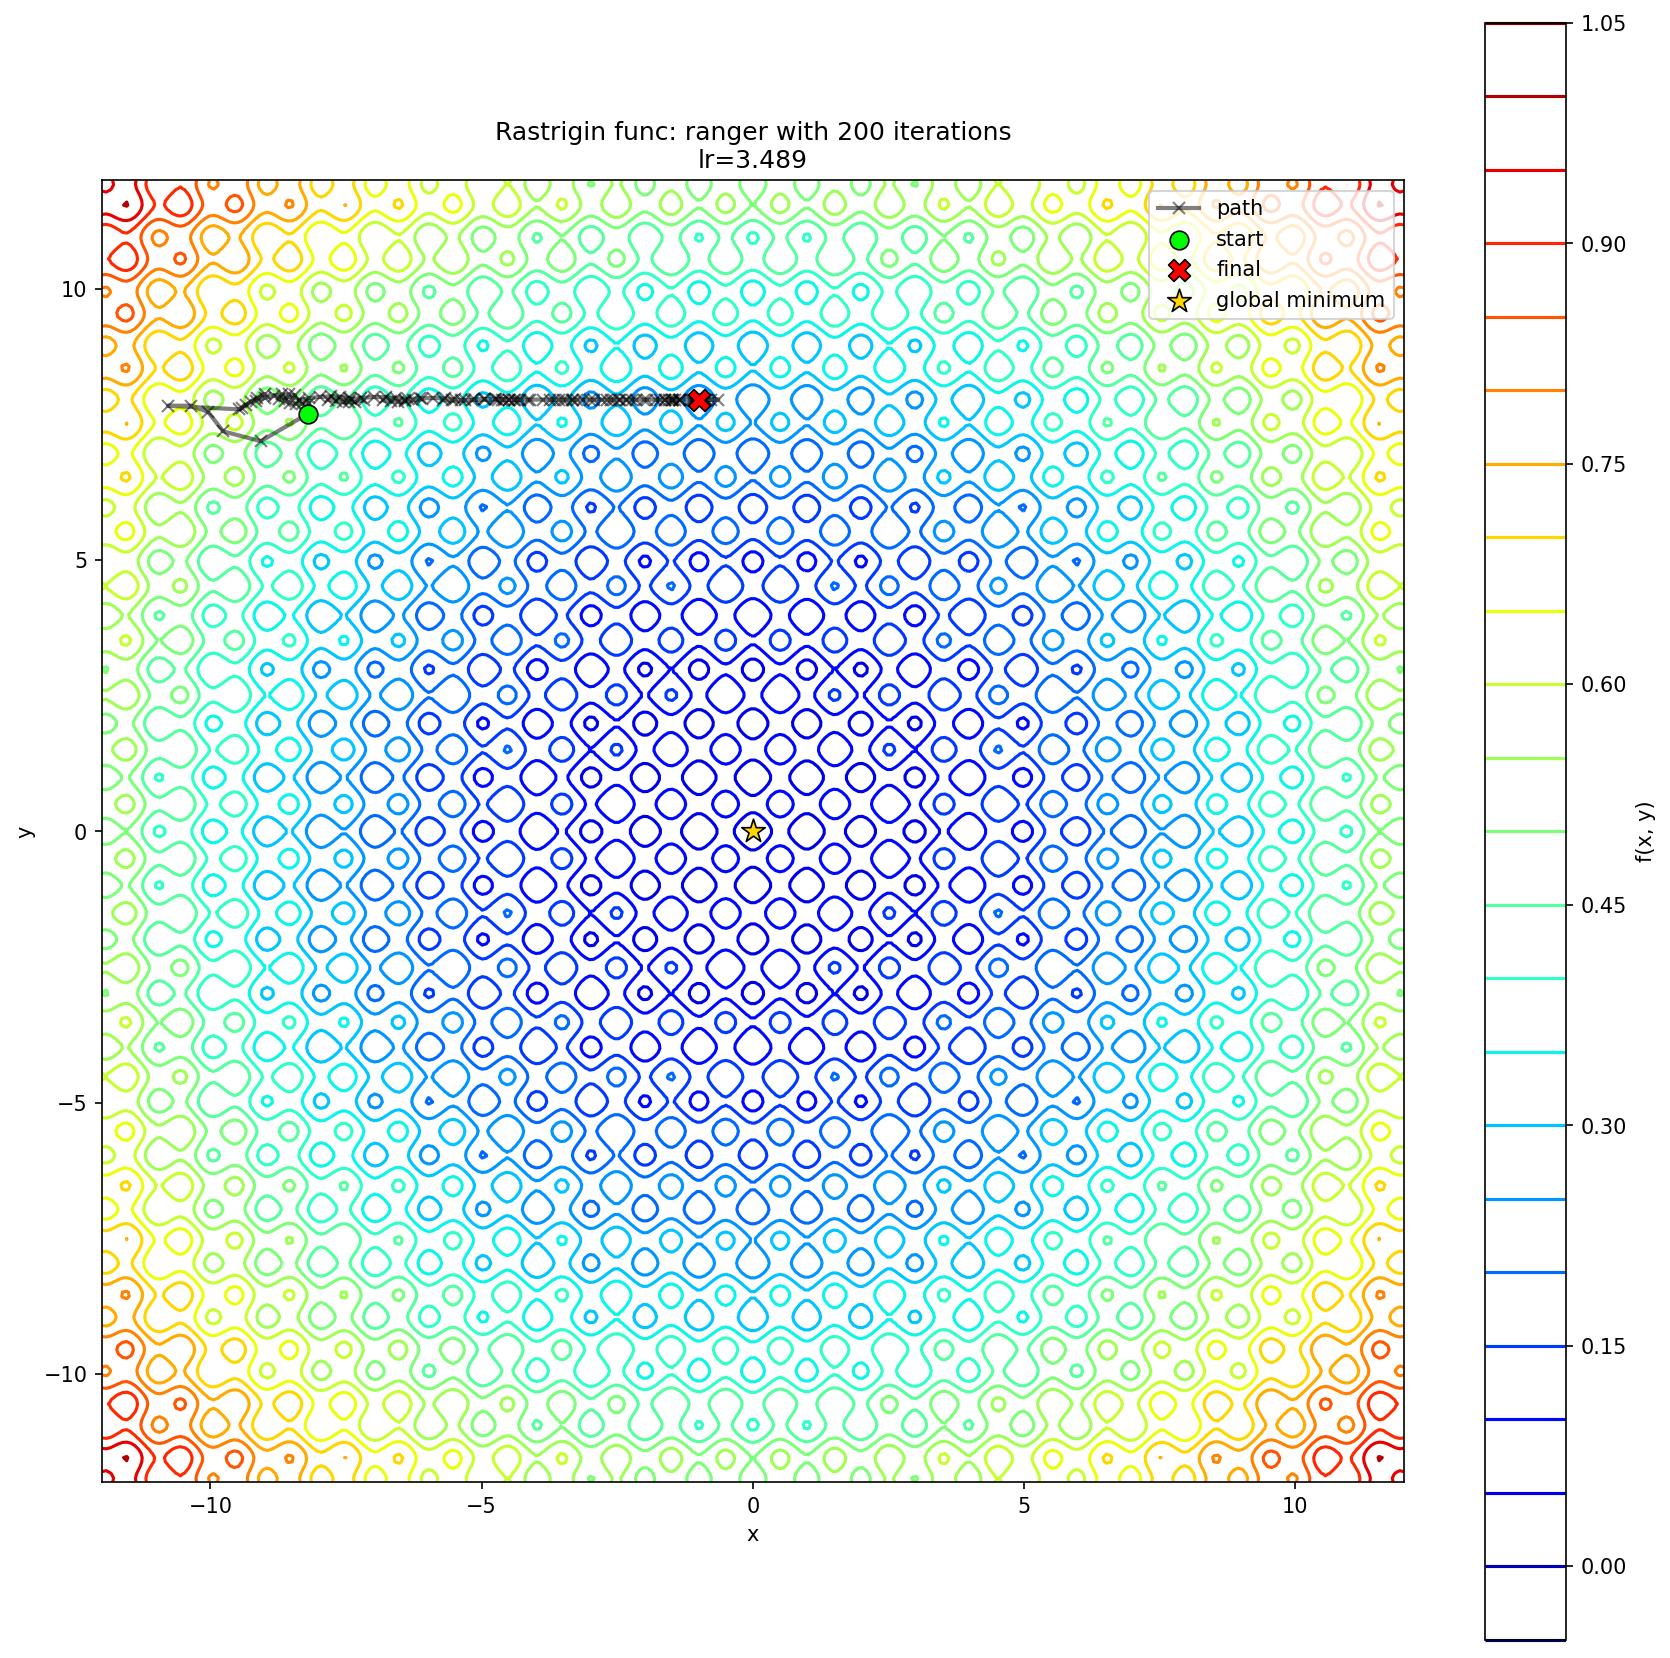 Rastrigin func: ranger with 200 iterations
lr=3.489
path
start
final
global minimum
10
5
0
−5
−10
y
−10
−5
0
5
10
x
1.05
0.90
0.75
0.60
0.45
0.30
0.15
0.00
f(x, y)